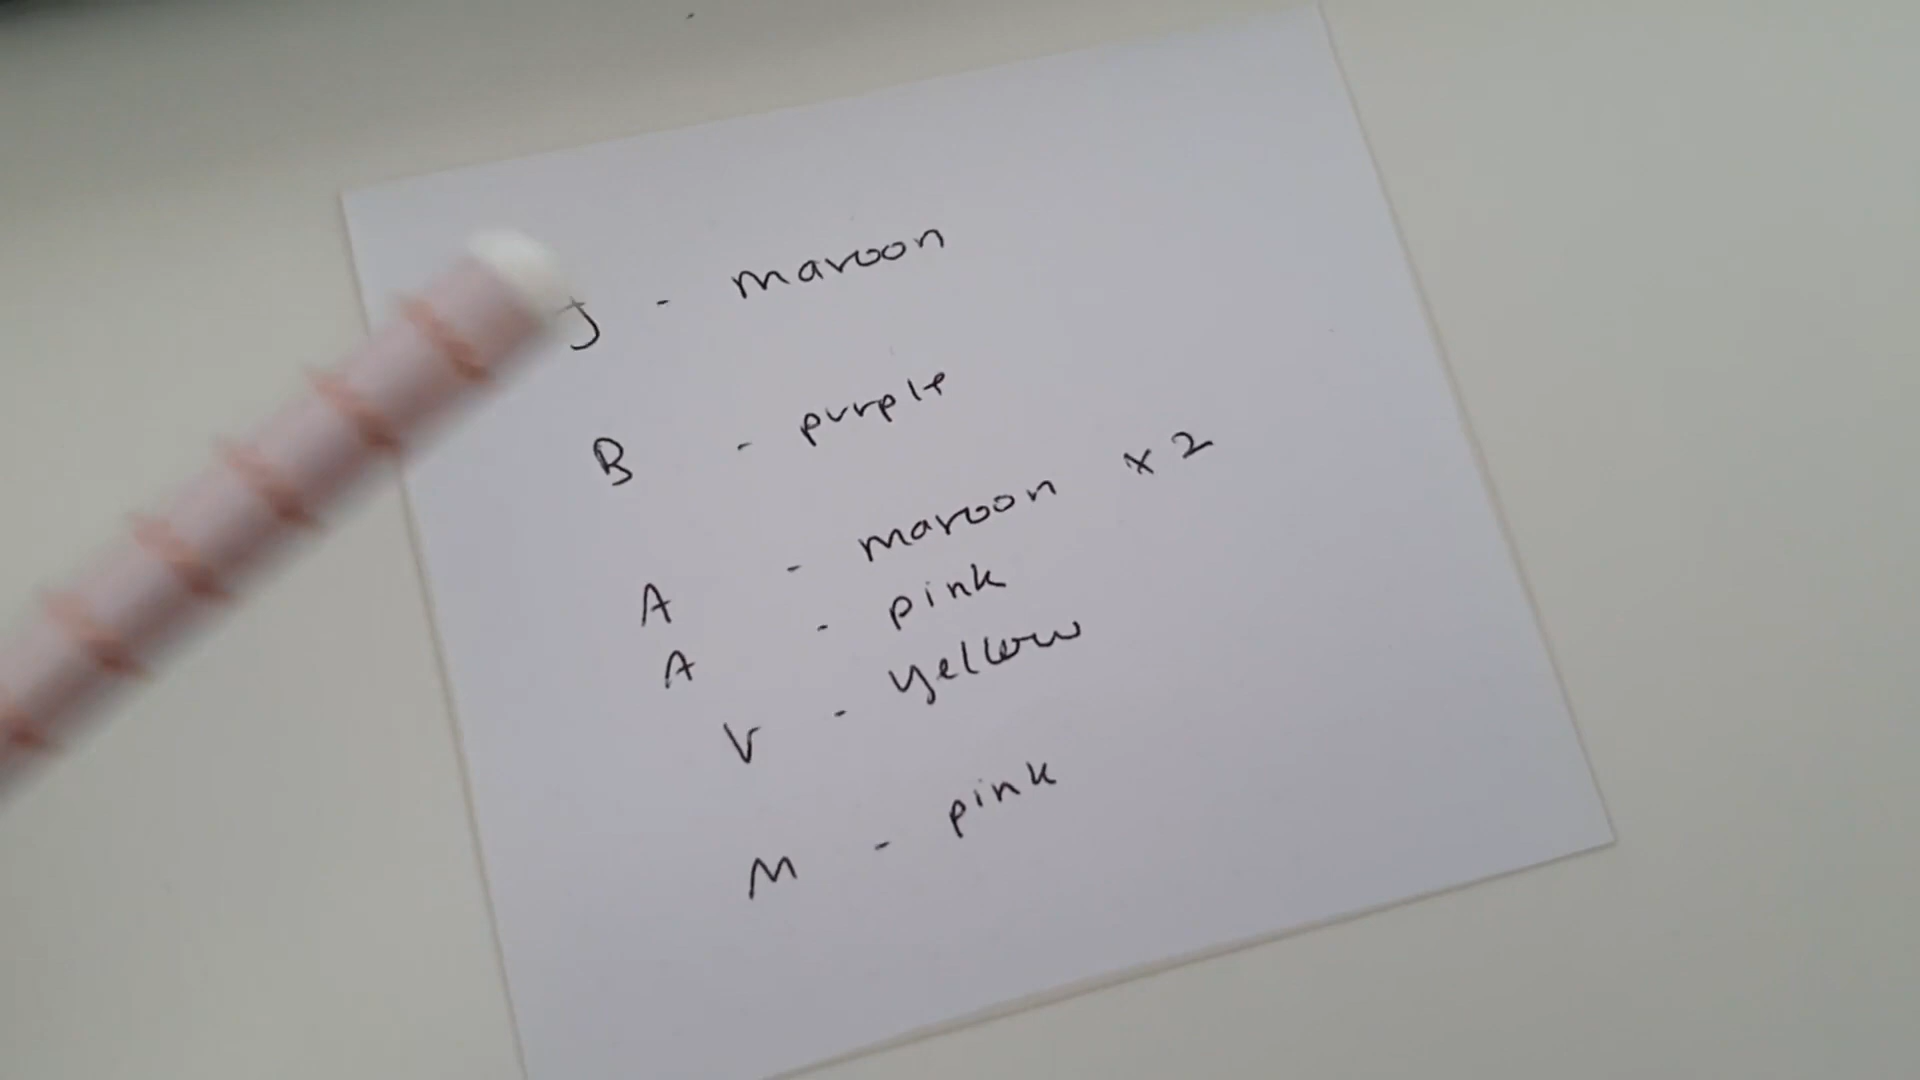 J - maroon
B - purple
A - maroon x 2
A - pink
V - yellow
M - pink